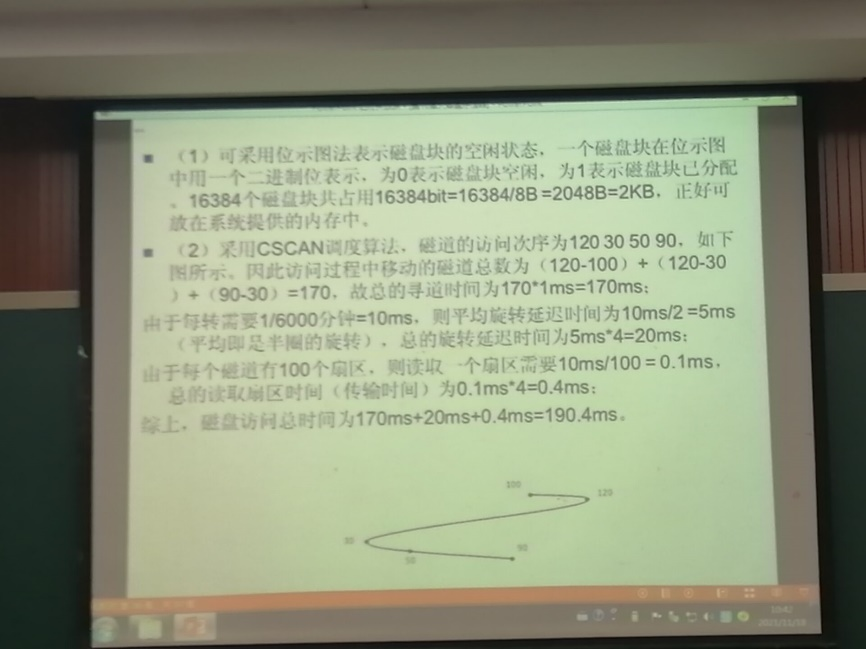 ■ （1）可采用位示图法表示磁盘块的空闲状态，一个磁盘块在位示图
中用一个二进制位表示，为0表示磁盘块空闲，为1表示磁盘块已分配
。16384个磁盘块共占用16384bit=16384/8B =2048B=2KB，正好可
放在系统提供的内存中。
■ （2）采用CSCAN调度算法，磁道的访问次序为120 30 50 90，如下
图所示。因此访问过程中移动的磁道总数为（120-100）+（120-30
）+（90-30）=170，故总的寻道时间为170*1ms=170ms；
由于每转需要1/6000分钟=10ms，则平均旋转延迟时间为10ms/2 =5ms
（平均即是半圈的旋转），总的旋转延迟时间为5ms*4=20ms；
由于每个磁道有100个扇区，则读取一个扇区需要10ms/100 = 0.1ms，
总的读取扇区时间（传输时间）为0.1ms*4=0.4ms；
综上，磁盘访问总时间为170ms+20ms+0.4ms=190.4ms。
100
120
30
90
50
10:42